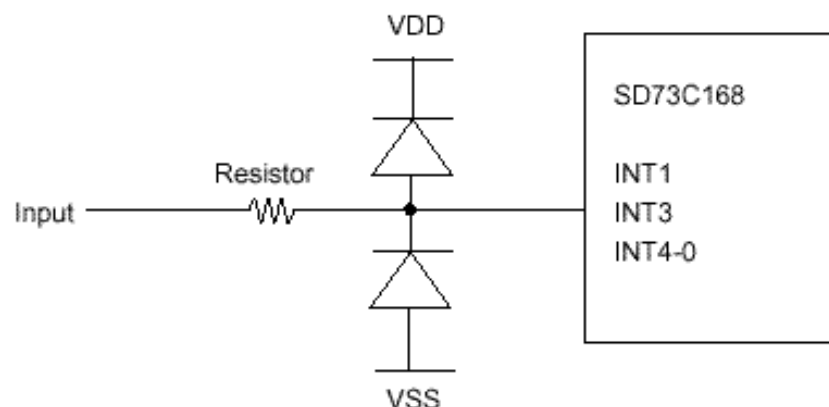 VDD
SD73C168
Resistor
INT1
Input
INT3
INT4-0
VSS